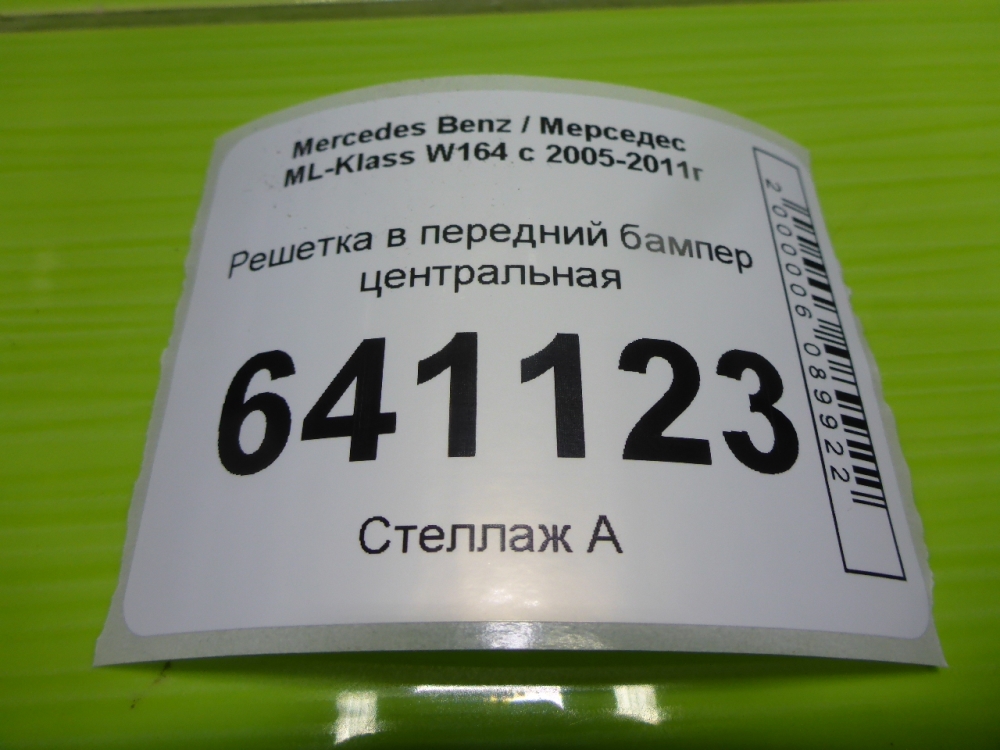 Mercedes Benz / Мерседес
ML-Klass W164 с 2005-2011г
Решетка в передний бампер
центральная
641123
Стеллаж А
2000006089922